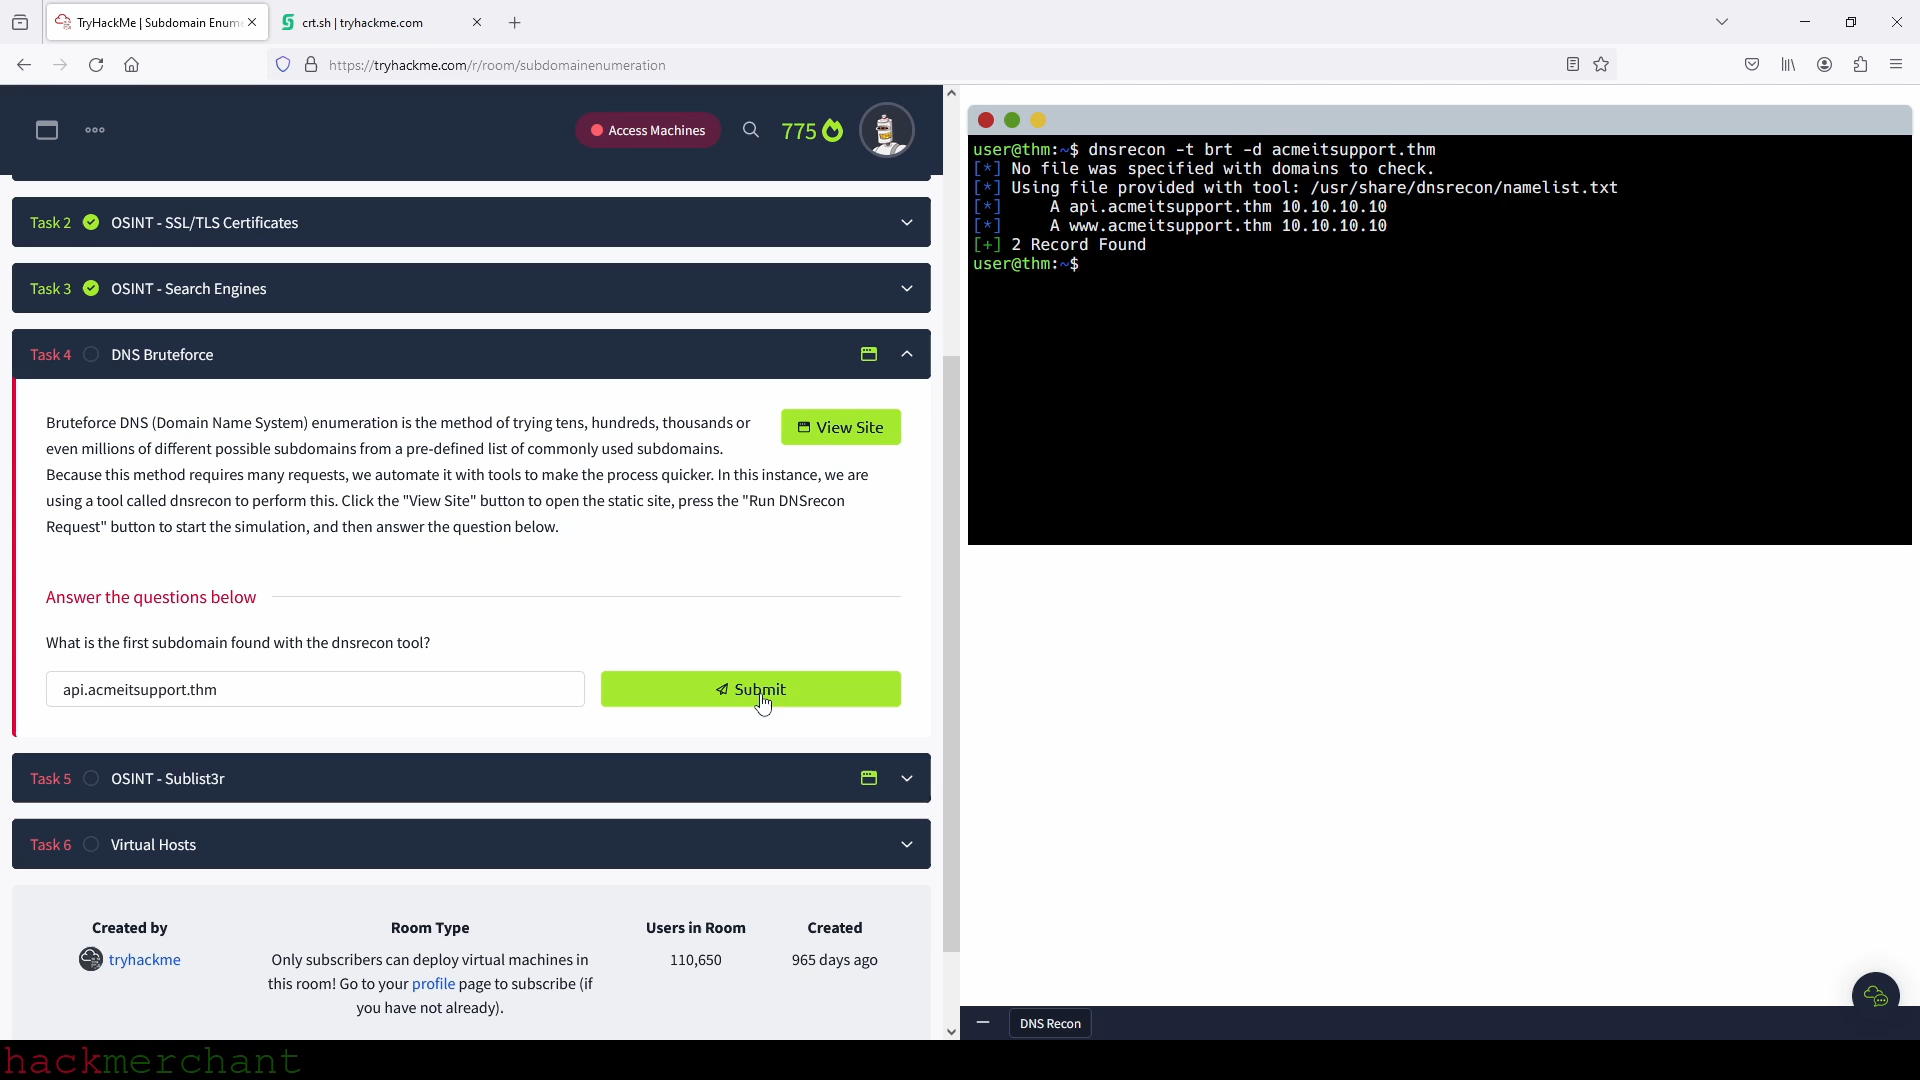 TryHackMe | Subdomain Enum
crt.sh | tryhackme.com
https://tryhackme.com/r/room/subdomainenumeration
Access Machines
775
Task 2 OSINT - SSL/TLS Certificates
Task 3 OSINT - Search Engines
Task 4 DNS Bruteforce
Bruteforce DNS (Domain Name System) enumeration is the method of trying tens, hundreds, thousands or
even millions of different possible subdomains from a pre-defined list of commonly used subdomains.
Because this method requires many requests, we automate it with tools to make the process quicker. In this instance, we are
using a tool called dnsrecon to perform this. Click the "View Site" button to open the static site, press the "Run DNSrecon
Request" button to start the simulation, and then answer the question below.
View Site
Answer the questions below
What is the first subdomain found with the dnsrecon tool?
api.acmeitsupport.thm
Submit
Task 5 OSINT - Sublist3r
Task 6 Virtual Hosts
Created by
tryhackme
Room Type
Only subscribers can deploy virtual machines in
this room! Go to your profile page to subscribe (if
you have not already).
Users in Room
110,650
Created
965 days ago
user@thm:~$ dnsrecon -t brt -d acmeitsupport.thm
[*] No file was specified with domains to check.
[*] Using file provided with tool: /usr/share/dnsrecon/namelist.txt
[*] A api.acmeitsupport.thm 10.10.10.10
[*] A www.acmeitsupport.thm 10.10.10.10
[+] 2 Record Found
user@thm:~$
DNS Recon
hackmerchant